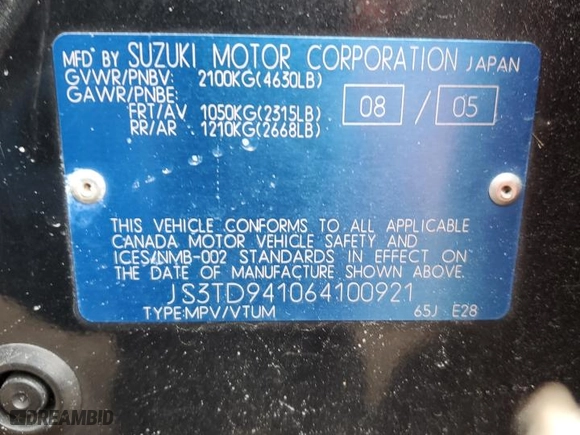 MFD BY SUZUKI MOTOR CORPORATION JAPAN
GVWR/PNBV: 2100KG(4630LB)
GAWR/PNBE:
FRT/AV 1050KG(2315LB)
RR/AR 1210KG(2668LB)
08 / 05
THIS VEHICLE CONFORMS TO ALL APPLICABLE
CANADA MOTOR VEHICLE SAFETY AND
ICES/NMB-002 STANDARDS IN EFFECT ON
THE DATE OF MANUFACTURE SHOWN ABOVE.
JS3TD941064100921
TYPE:MPV/VTUM 65J E28
DREAMBID